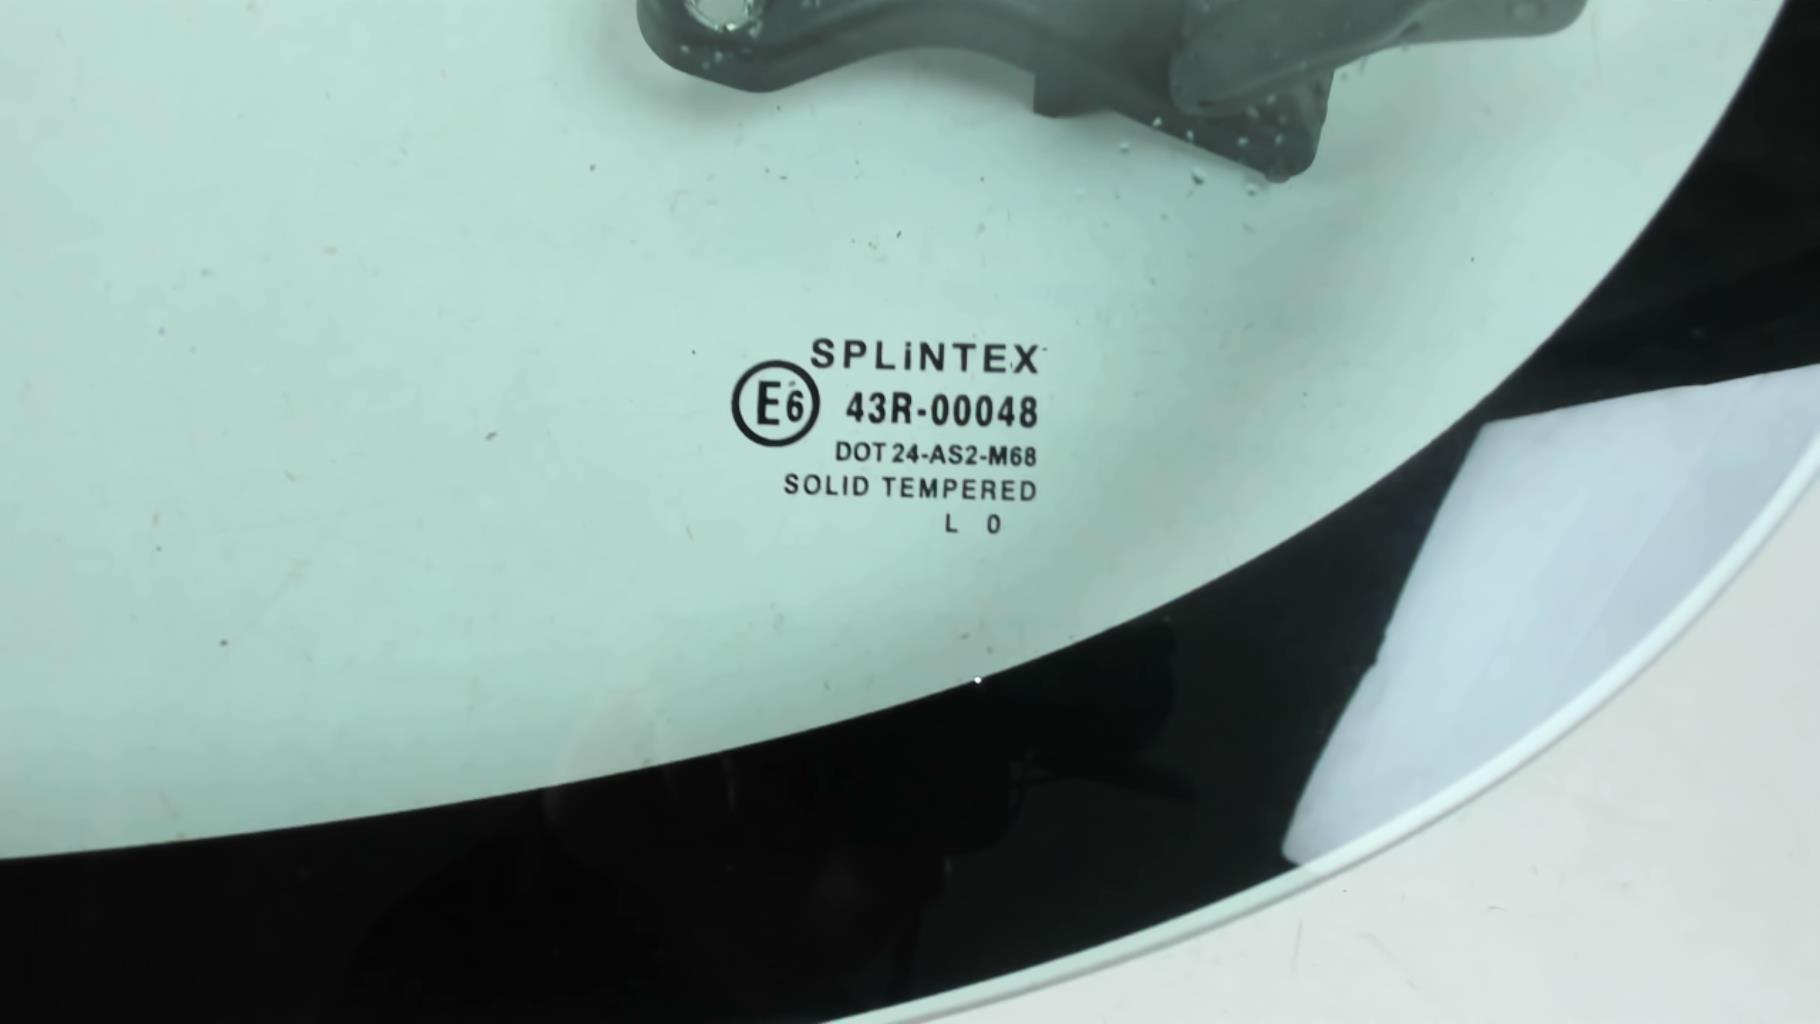 SPLiNTEX
E6 43R-00048
DOT 24-AS2-M68
SOLID TEMPERED
L 0